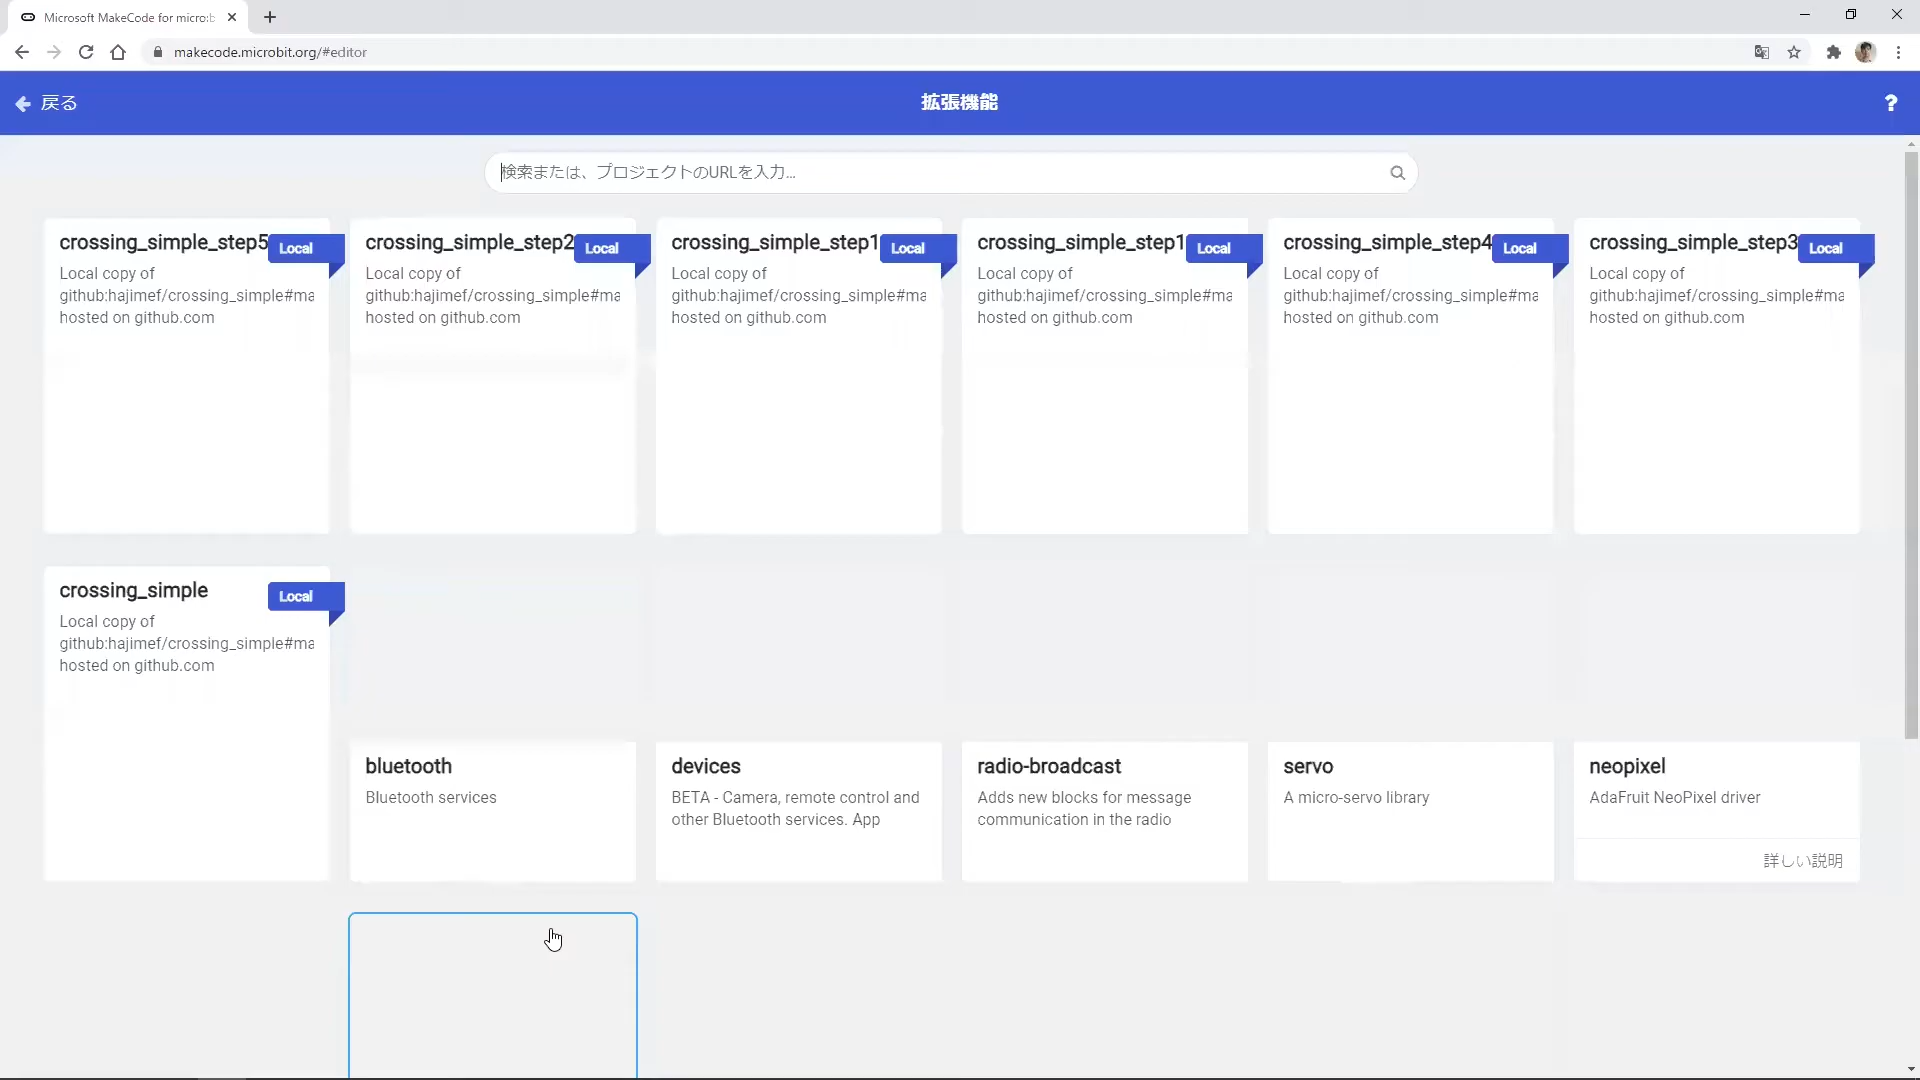 Microsoft MakeCode for micro:b
makecode.microbit.org/#editor
戻る
拡張機能
?
検索または、プロジェクトのURLを入力...
crossing_simple_step5
Local
Local copy of
github:hajimef/crossing_simple#ma
hosted on github.com
crossing_simple_step2
Local
Local copy of
github:hajimef/crossing_simple#ma
hosted on github.com
crossing_simple_step1
Local
Local copy of
github:hajimef/crossing_simple#ma
hosted on github.com
crossing_simple_step1
Local
Local copy of
github:hajimef/crossing_simple#ma
hosted on github.com
crossing_simple_step4
Local
Local copy of
github:hajimef/crossing_simple#ma
hosted on github.com
crossing_simple_step3
Local
Local copy of
github:hajimef/crossing_simple#ma
hosted on github.com
crossing_simple
Local
Local copy of
github:hajimef/crossing_simple#ma
hosted on github.com
bluetooth
Bluetooth services
devices
BETA - Camera, remote control and
other Bluetooth services. App
radio-broadcast
Adds new blocks for message
communication in the radio
servo
A micro-servo library
neopixel
AdaFruit NeoPixel driver
詳しい説明